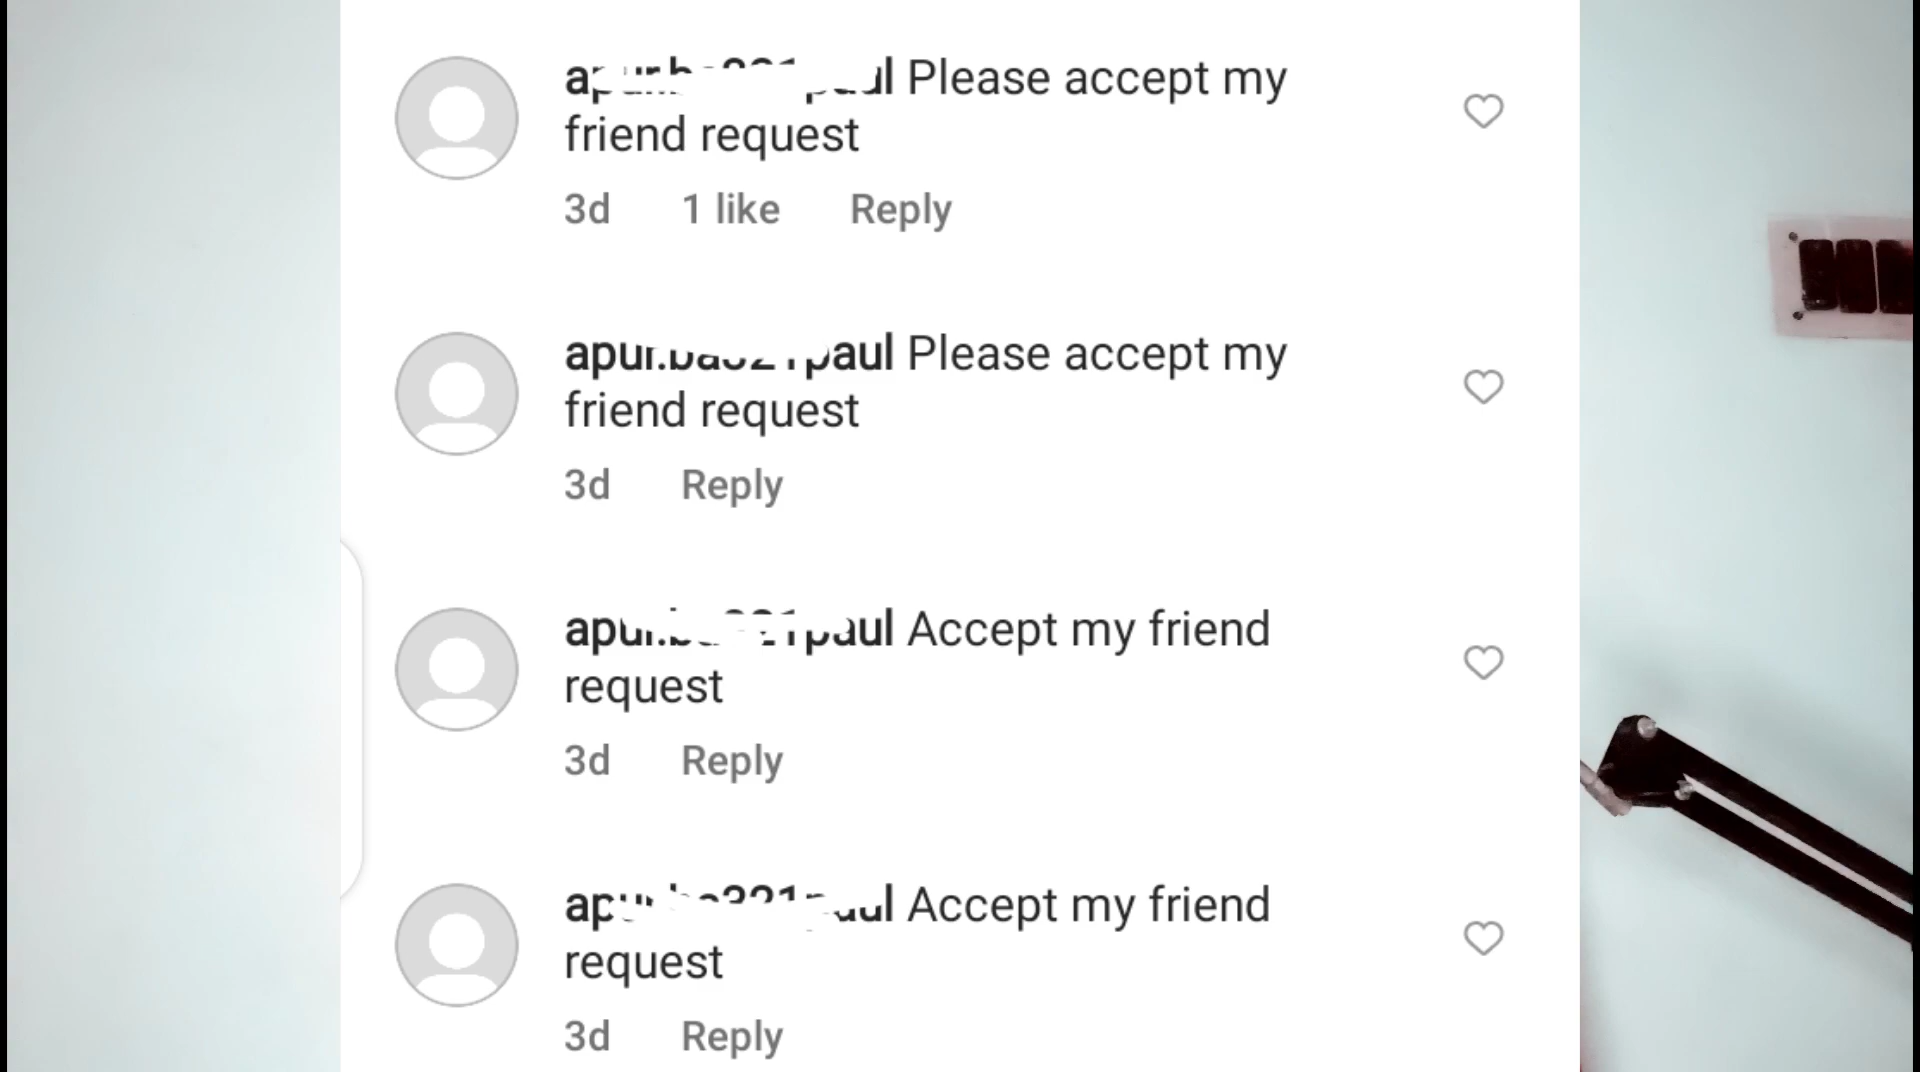 Please accept my
friend request
3d 1 like Reply
Please accept my
friend request
3d Reply
Accept my friend
request
3d Reply
Accept my friend
request
3d Reply